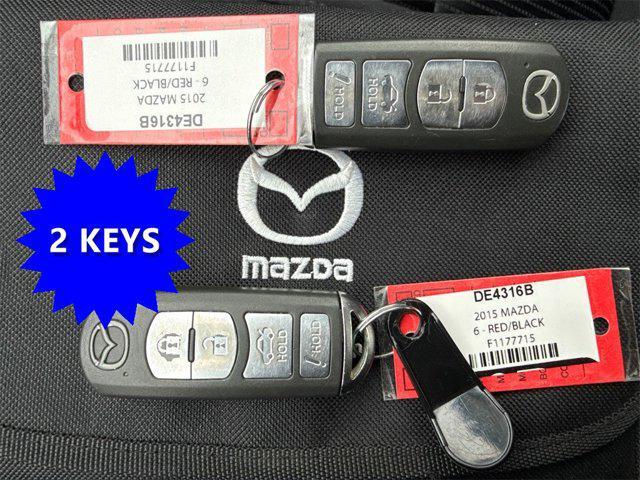 DE4316B
2015 MAZDA
6 - RED/BLACK
F1177715
HOLD
HOLD
2 KEYS
mazda
HOLD
HOLD
DE4316B
2015 MAZDA
6 - RED/BLACK
F1177715